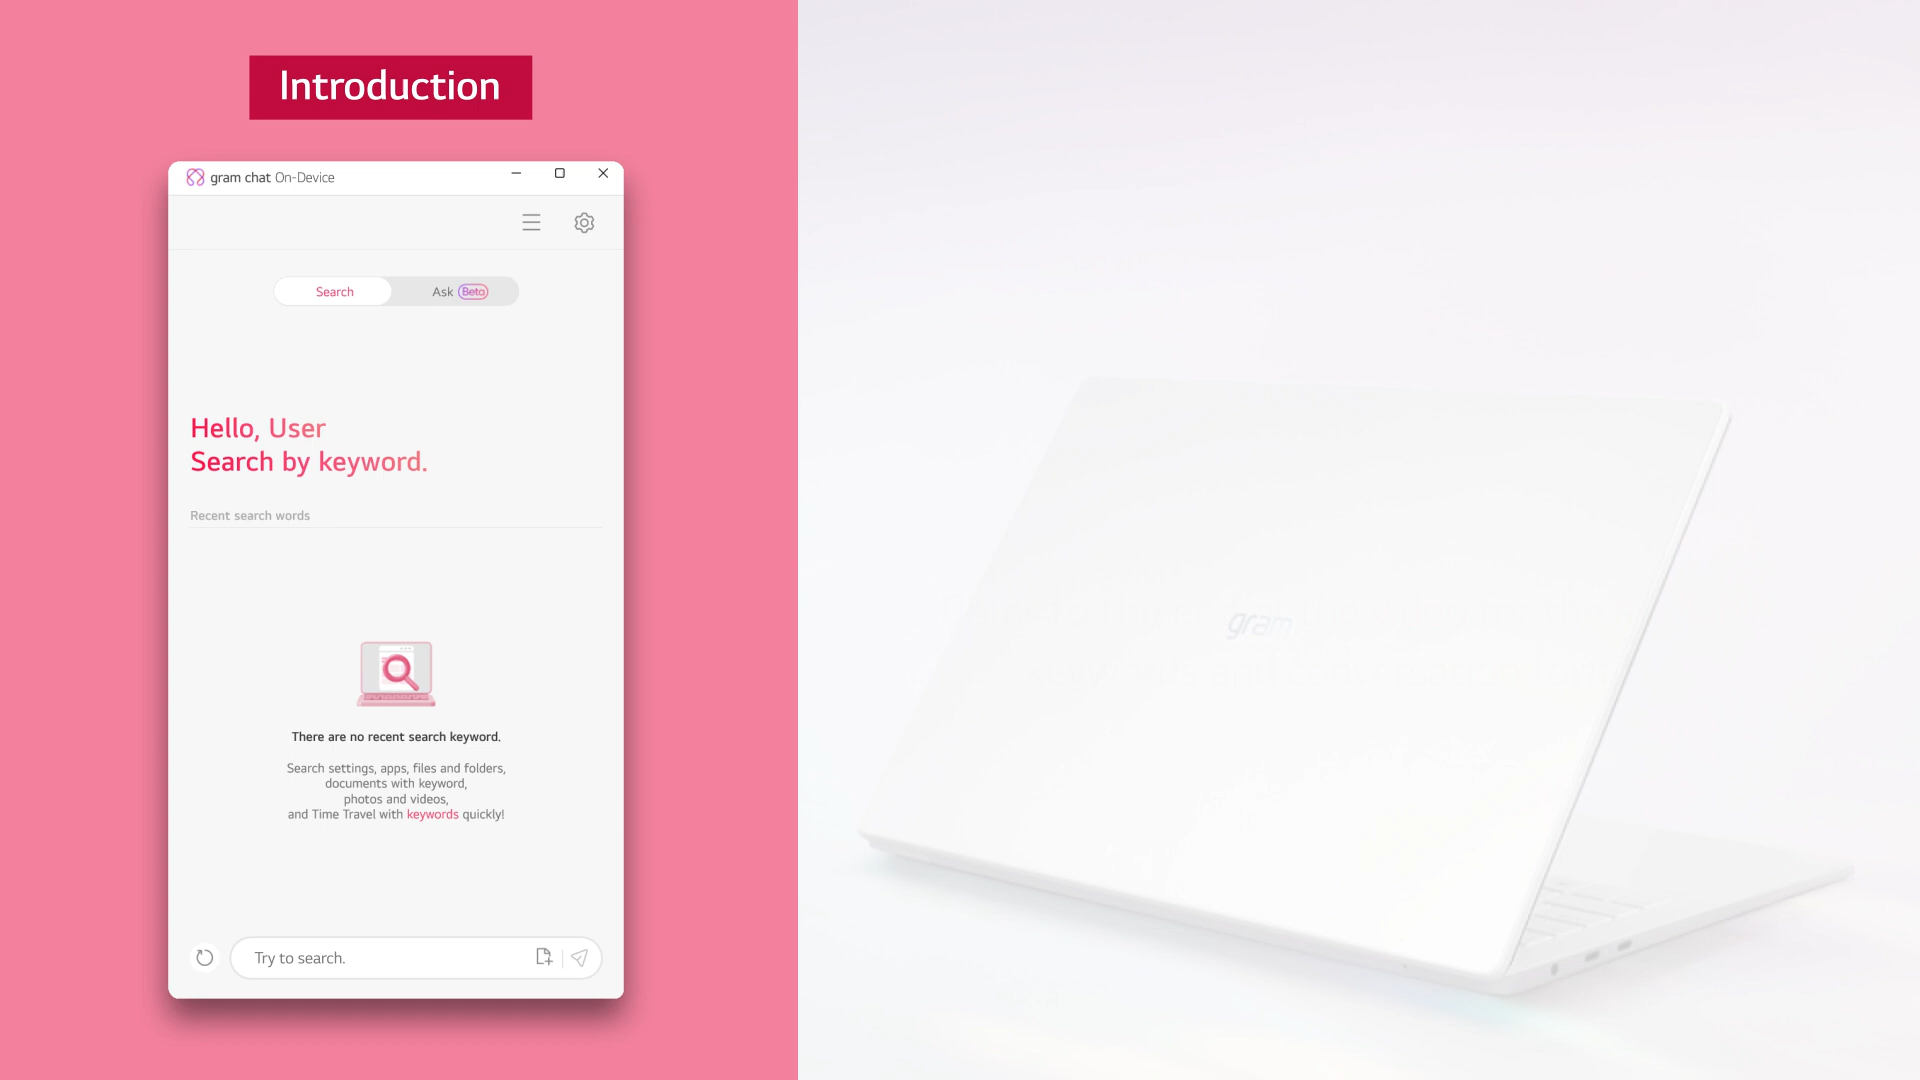 Introduction
gram chat On-Device
Search
Ask Beta
Hello, User
Search by keyword.
Recent search words
There are no recent search keyword.
Search settings, apps, files and folders,
documents with keyword,
photos and videos,
and Time Travel with keywords quickly!
Try to search.
gram